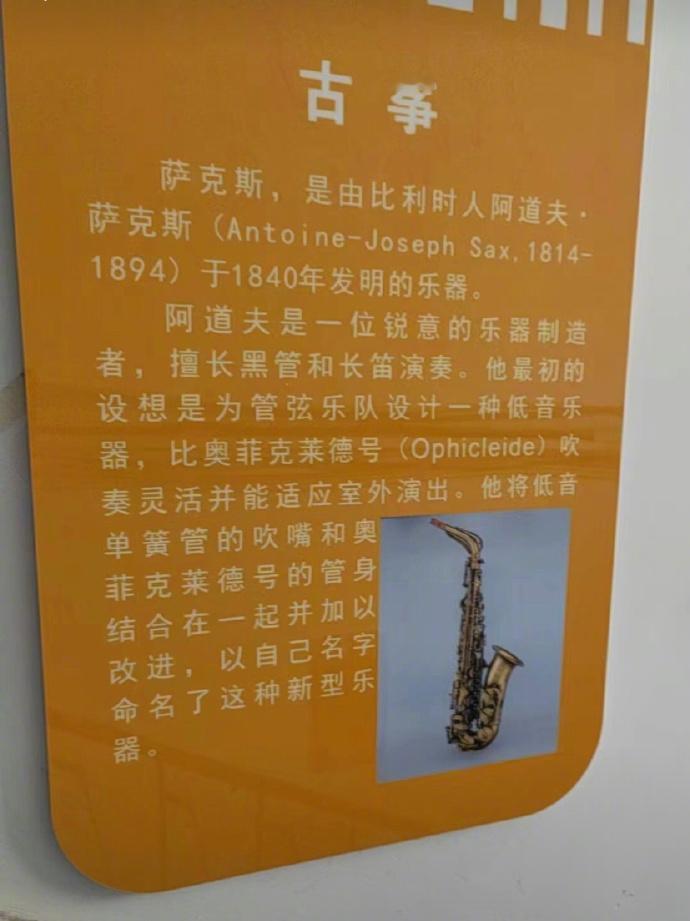 古争
萨克斯，是由比利时人阿道夫·
萨克斯（Antoine-Joseph Sax,1814-
1894）于1840年发明的乐器。
阿道夫是一位锐意的乐器制造
者，擅长黑管和长笛演奏。他最初的
设想是为管弦乐队设计一种低音乐
器，比奥菲克莱德号（Ophicleide）吹
奏灵活并能适应室外演出。他将低音
单簧管的吹嘴和奥
菲克莱德号的管身
结合在一起并加以
改进，以自己名字
命名了这种新型乐
器。